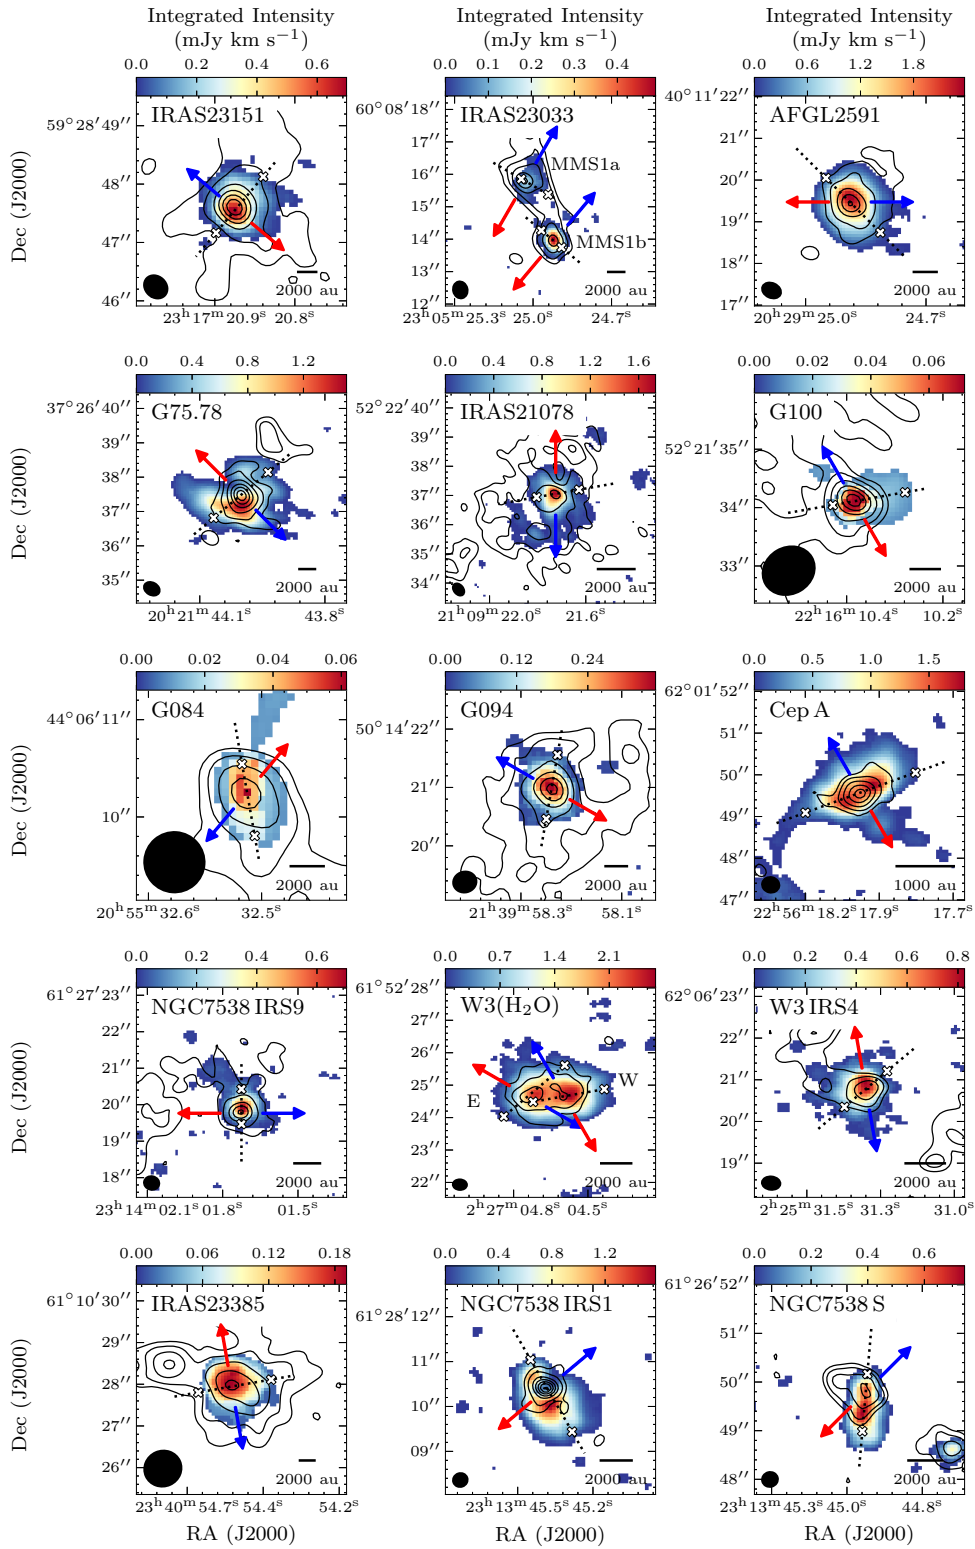 Integrated Intensity Integrated Intensity Integrated Intensity
(mJy km s⁻¹) (mJy km s⁻¹) (mJy km s⁻¹)
0.0 0.2 0.4 0.6 0.0 0.1 0.2 0.3 0.4 0.0 0.6 1.2 1.8
IRAS23151
59°28′49″
48″
47″
46″
2000 au
23ʰ17ᵐ20.9ˢ 20.8ˢ
Dec (J2000)
IRAS23033
MMS1a
MMS1b
60°08′18″
17″
16″
15″
14″
13″
12″
2000 au
23ʰ05ᵐ25.3ˢ 25.0ˢ 24.7ˢ
AFGL2591
40°11′22″
21″
20″
19″
18″
17″
2000 au
20ʰ29ᵐ25.0ˢ 24.7ˢ
0.0 0.4 0.8 1.2 0.0 0.4 0.8 1.2 1.6 0.00 0.02 0.04 0.06
G75.78
37°26′40″
39″
38″
37″
36″
35″
2000 au
20ʰ21ᵐ44.1ˢ 43.8ˢ
Dec (J2000)
IRAS21078
52°22′40″
39″
38″
37″
36″
35″
34″
2000 au
21ʰ09ᵐ22.0ˢ 21.6ˢ
G100
52°21′35″
34″
33″
2000 au
22ʰ16ᵐ10.4ˢ 10.2ˢ
0.00 0.02 0.04 0.06 0.00 0.12 0.24 0.0 0.5 1.0 1.5
G084
44°06′11″
10″
2000 au
20ʰ55ᵐ32.6ˢ 32.5ˢ
Dec (J2000)
G094
50°14′22″
21″
20″
2000 au
21ʰ39ᵐ58.3ˢ 58.1ˢ
Cep A
62°01′52″
51″
50″
49″
48″
47″
1000 au
22ʰ56ᵐ18.2ˢ 17.9ˢ 17.7ˢ
0.0 0.2 0.4 0.6 0.0 0.7 1.4 2.1 0.0 0.2 0.4 0.6 0.8
NGC7538 IRS9
61°27′23″
22″
21″
20″
19″
18″
2000 au
23ʰ14ᵐ02.1ˢ 01.8ˢ 01.5ˢ
Dec (J2000)
W3(H₂O)
E
W
61°52′28″
27″
26″
25″
24″
23″
22″
2000 au
2ʰ27ᵐ04.8ˢ 04.5ˢ
W3 IRS4
62°06′23″
22″
21″
20″
19″
2000 au
2ʰ25ᵐ31.5ˢ 31.3ˢ 31.0ˢ
0.00 0.06 0.12 0.18 0.0 0.4 0.8 1.2 0.0 0.2 0.4 0.6
IRAS23385
61°10′30″
29″
28″
27″
26″
2000 au
23ʰ40ᵐ54.7ˢ 54.4ˢ 54.2ˢ
Dec (J2000)
NGC7538 IRS1
61°28′12″
11″
10″
09″
2000 au
23ʰ13ᵐ45.5ˢ 45.2ˢ
NGC7538 S
61°26′52″
50″
49″
48″
2000 au
23ʰ13ᵐ45.3ˢ 45.0ˢ 44.8ˢ
RA (J2000) RA (J2000) RA (J2000)